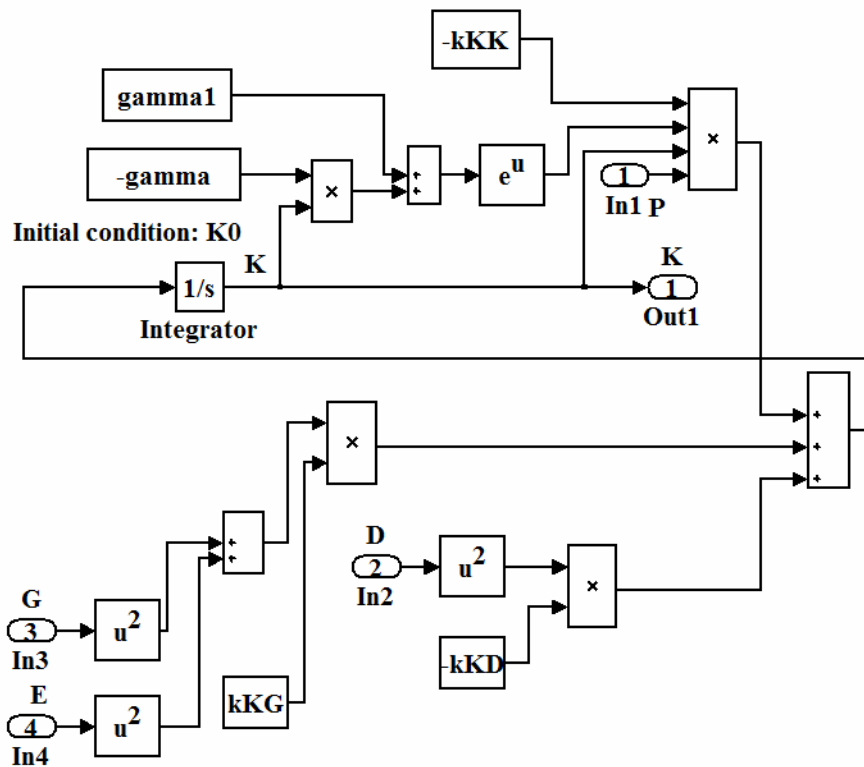 -kKK
gamma1
-gamma
×
+
+
e^u
×
1
In1 P
Initial condition: K0
K
1/s
Integrator
K
1
Out1
×
+
+
+
+
+
D
2
In2
u^2
×
G
3
In3
u^2
-kKD
E
4
In4
u^2
kKG